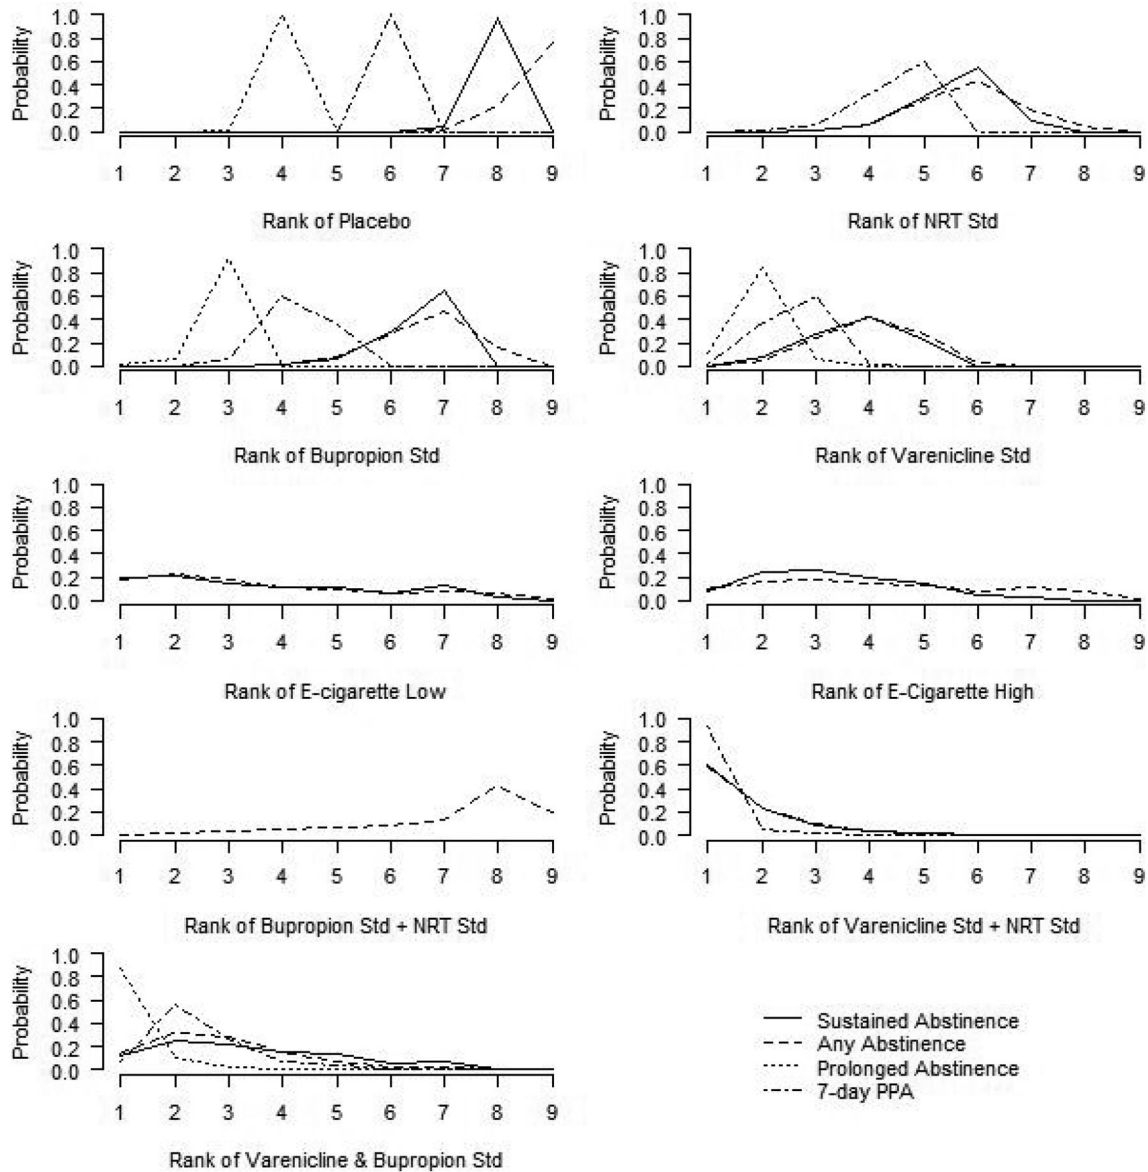 Probability
1.0
0.8
0.6
0.4
0.2
0.0
1 2 3 4 5 6 7 8 9
Rank of Placebo
Probability
1.0
0.8
0.6
0.4
0.2
0.0
1 2 3 4 5 6 7 8 9
Rank of NRT Std
Probability
1.0
0.8
0.6
0.4
0.2
0.0
1 2 3 4 5 6 7 8 9
Rank of Bupropion Std
Probability
1.0
0.8
0.6
0.4
0.2
0.0
1 2 3 4 5 6 7 8 9
Rank of Varenicline Std
Probability
1.0
0.8
0.6
0.4
0.2
0.0
1 2 3 4 5 6 7 8 9
Rank of E-cigarette Low
Probability
1.0
0.8
0.6
0.4
0.2
0.0
1 2 3 4 5 6 7 8 9
Rank of E-Cigarette High
Probability
1.0
0.8
0.6
0.4
0.2
0.0
1 2 3 4 5 6 7 8 9
Rank of Bupropion Std + NRT Std
Probability
1.0
0.8
0.6
0.4
0.2
0.0
1 2 3 4 5 6 7 8 9
Rank of Varenicline Std + NRT Std
Probability
1.0
0.8
0.6
0.4
0.2
0.0
1 2 3 4 5 6 7 8 9
Rank of Varenicline & Bupropion Std
Sustained Abstinence
Any Abstinence
Prolonged Abstinence
7-day PPA